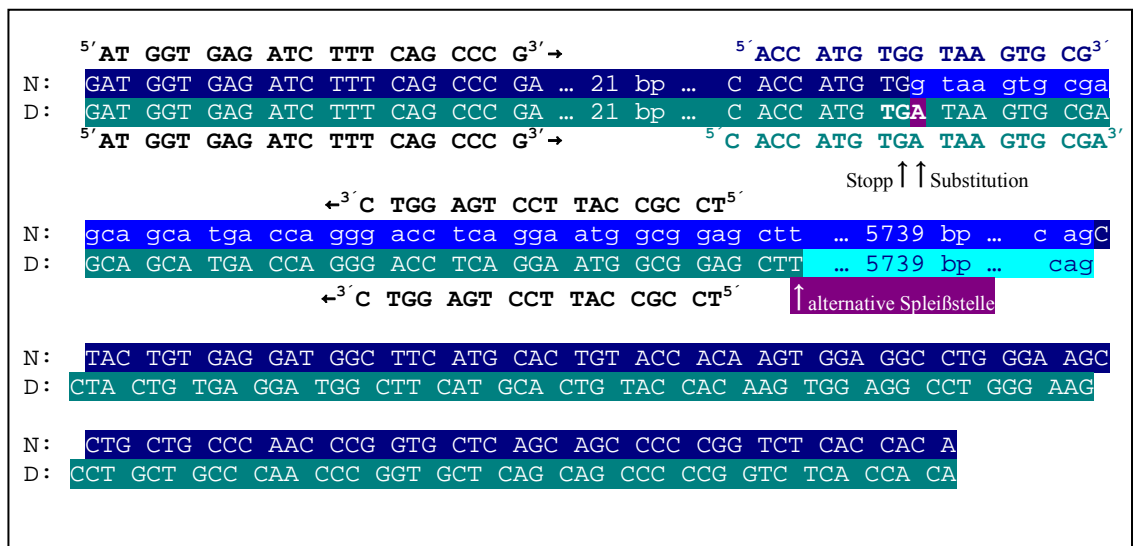 5′AT GGT GAG ATC TTT CAG CCC G3′→ 5´ACC ATG TGG TAA GTG CG3´
N: GAT GGT GAG ATC TTT CAG CCC GA … 21 bp … C ACC ATG TGg taa gtg cga
D: GAT GGT GAG ATC TTT CAG CCC GA … 21 bp … C ACC ATG TGA TAA GTG CGA
5′AT GGT GAG ATC TTT CAG CCC G3′→ 5´C ACC ATG TGA TAA GTG CGA3´
Stopp↑↑Substitution
←3´C TGG AGT CCT TAC CGC CT5´
N: gca gca tga cca ggg acc tca gga atg gcg gag ctt … 5739 bp … c agC
D: GCA GCA TGA CCA GGG ACC TCA GGA ATG GCG GAG CTT … 5739 bp … cag
←3´C TGG AGT CCT TAC CGC CT5´ ↑alternative Spleißstelle
N: TAC TGT GAG GAT GGC TTC ATG CAC TGT ACC ACA AGT GGA GGC CTG GGA AGC
D: CTA CTG TGA GGA TGG CTT CAT GCA CTG TAC CAC AAG TGG AGG CCT GGG AAG
N: CTG CTG CCC AAC CCG GTG CTC AGC AGC CCC CGG TCT CAC CAC A
D: CCT GCT GCC CAA CCC GGT GCT CAG CAG CCC CCG GTC TCA CCA CA